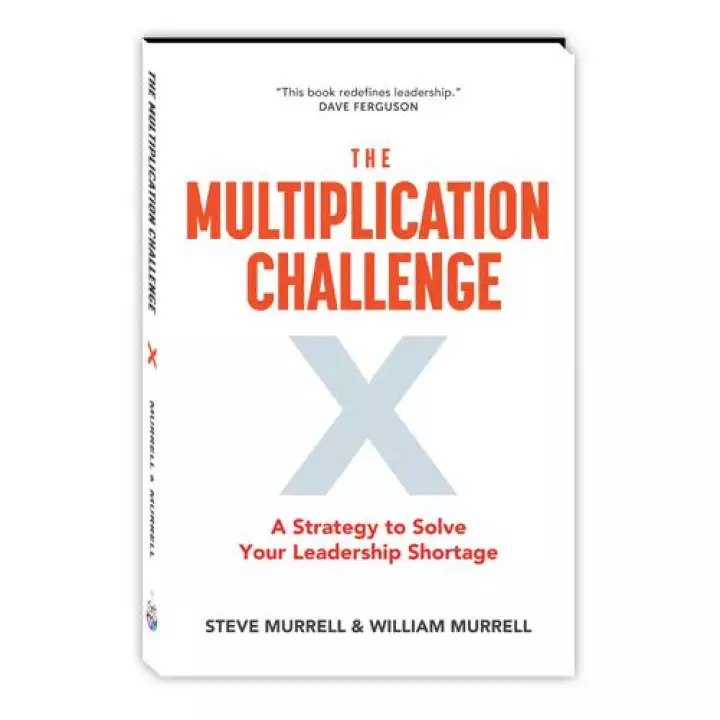 THE MULTIPLICATION CHALLENGE
X
MURRELL & MURRELL
"This book redefines leadership."
DAVE FERGUSON
THE
MULTIPLICATION
CHALLENGE
X
A Strategy to Solve
Your Leadership Shortage
STEVE MURRELL & WILLIAM MURRELL